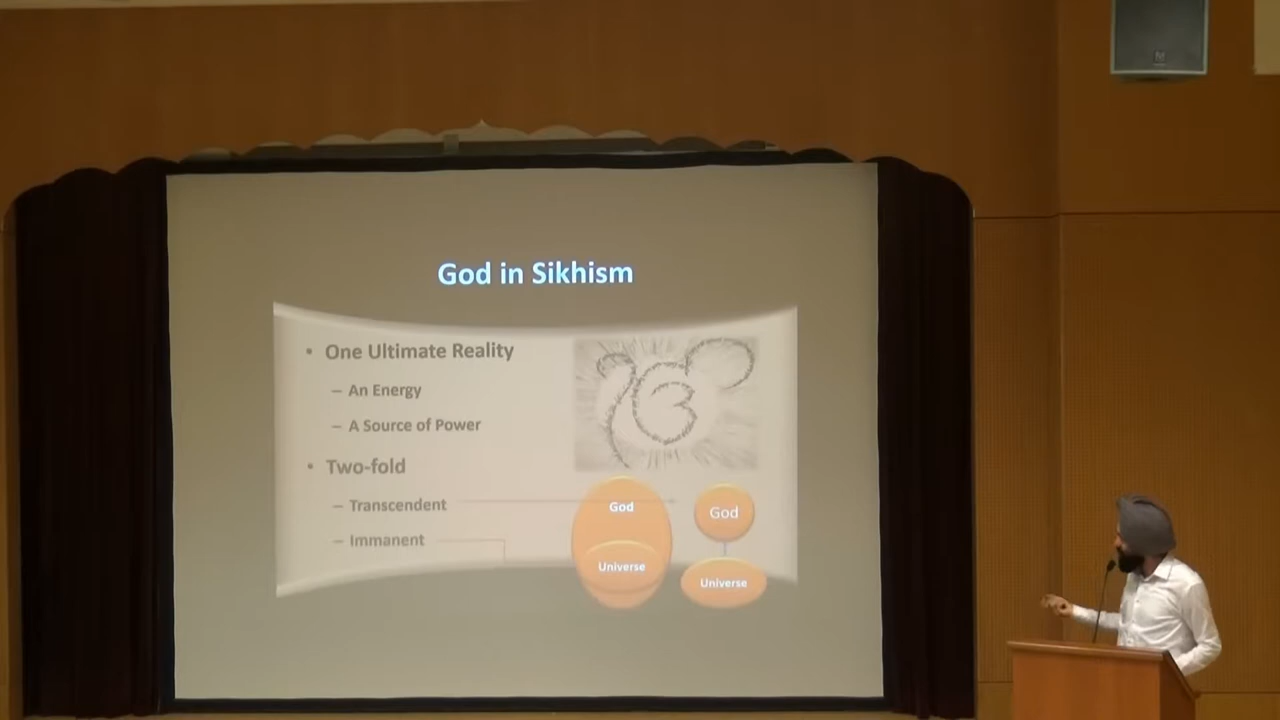 God in Sikhism
• One Ultimate Reality
– An Energy
– A Source of Power
• Two-fold
– Transcendent
– Immanent
God
Universe
God
Universe